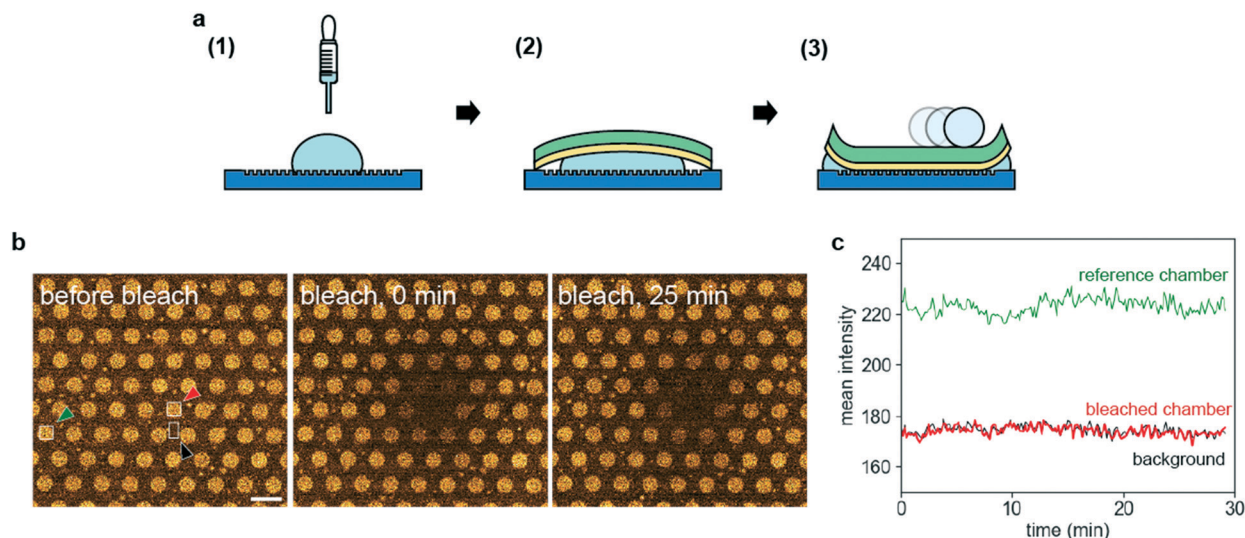 a
(1)
(2)
(3)
b
before bleach
bleach, 0 min
bleach, 25 min
c
mean intensity
240
220
200
180
160
reference chamber
bleached chamber
background
0
10
20
30
time (min)